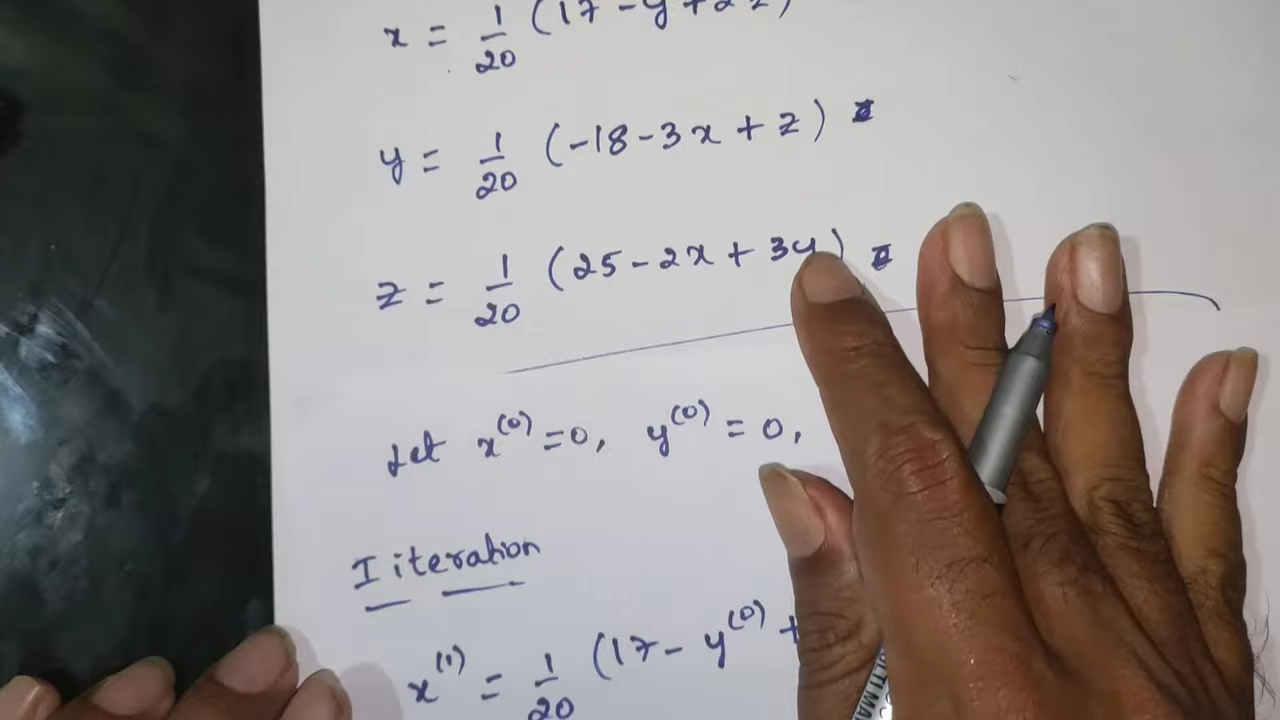 x = 1/20 (17 - y + 2z)
y = 1/20 (-18 - 3x + z)
z = 1/20 (25 - 2x + 3y)
Let x^(0) = 0, y^(0) = 0,
I iteration
x^(1) = 1/20 (17 - y^(0) +